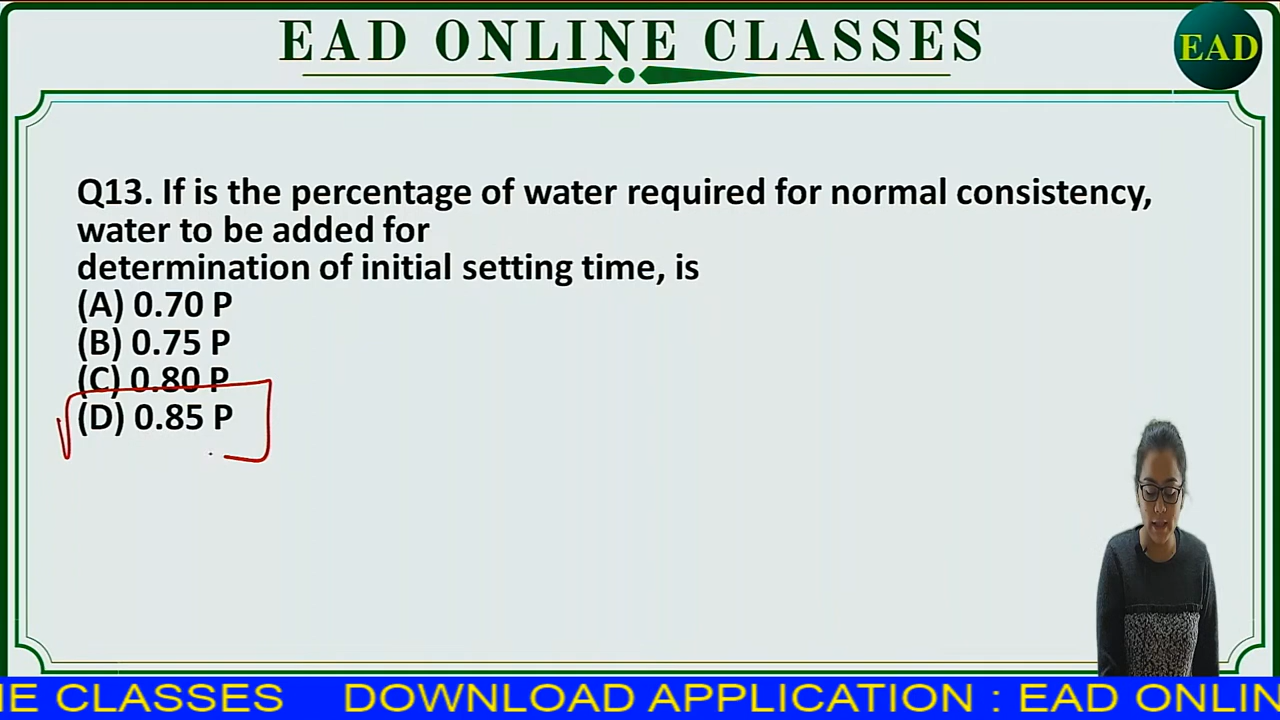 EAD ONLINE CLASSES
EAD
Q13. If is the percentage of water required for normal consistency,
water to be added for
determination of initial setting time, is
(A) 0.70 P
(B) 0.75 P
(C) 0.80 P
(D) 0.85 P
NE CLASSES DOWNLOAD APPLICATION : EAD ONLIN